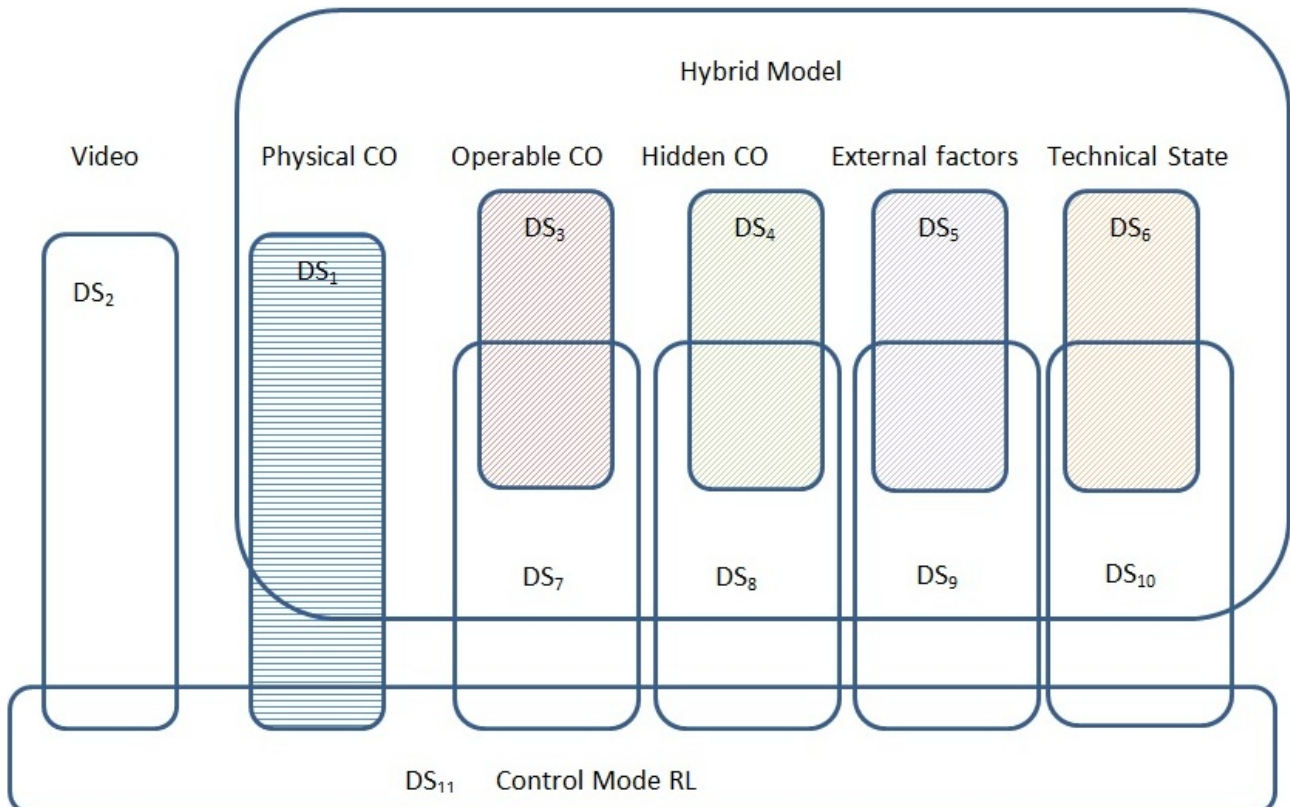 Hybrid Model
Video Physical CO Operable CO Hidden CO External factors Technical State
DS₃ DS₄ DS₅ DS₆
DS₁
DS₂
DS₇ DS₈ DS₉ DS₁₀
DS₁₁ Control Mode RL